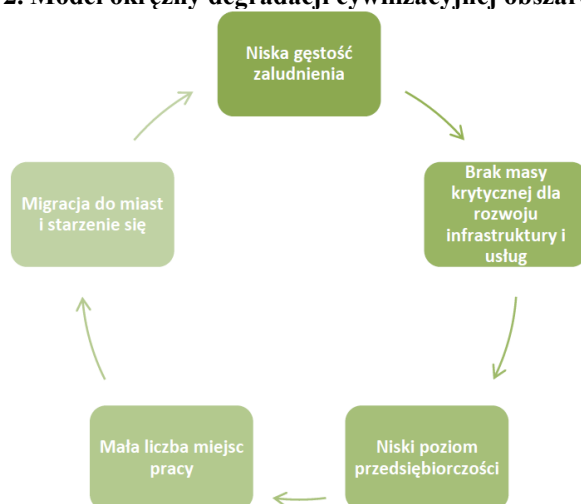 2. Model okrężny degradacji cywilizacyjnej
Niska gęstość
zaludnienia
Brak masy
krytycznej dla
rozwoju
infrastruktury i
usług
Niski poziom
przedsiębiorczości
Mała liczba miejsc
pracy
Migracja do miast
i starzenie się